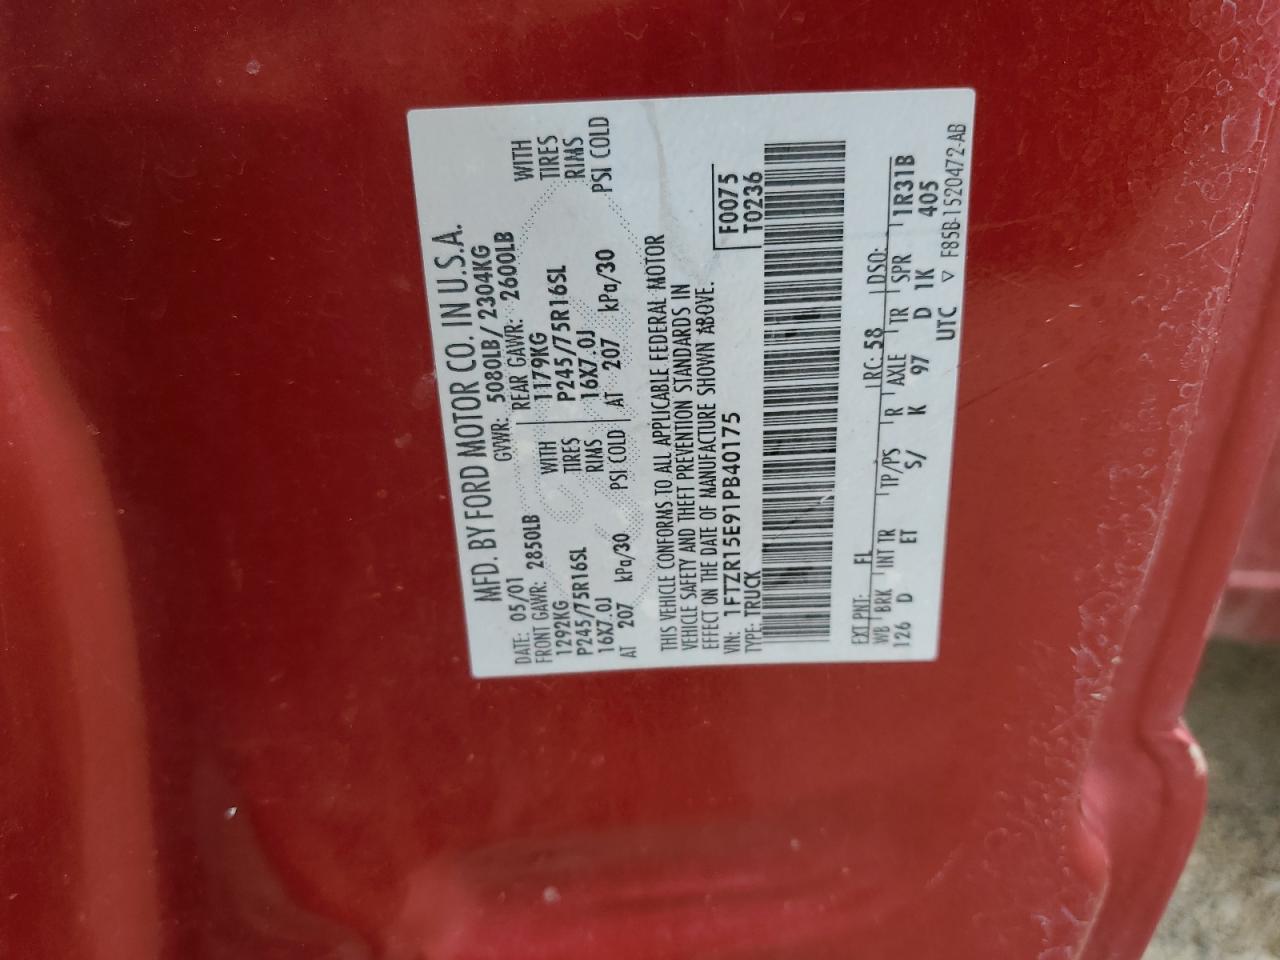 MFD. BY FORD MOTOR CO. IN U.S.A.
DATE: 05/01 GVWR: 5080LB/ 2304KG
FRONT GAWR: 2850LB REAR GAWR: 2600LB
1292KG WITH 1179KG WITH
P245/75R16SL TIRES P245/75R16SL TIRES
16X7.0J RIMS 16X7.0J RIMS
AT 207 kPa/30 PSI COLD AT 207 kPa/30 PSI COLD
THIS VEHICLE CONFORMS TO ALL APPLICABLE FEDERAL MOTOR
VEHICLE SAFETY AND THEFT PREVENTION STANDARDS IN
EFFECT ON THE DATE OF MANUFACTURE SHOWN ABOVE.
VIN: 1FTZR15E91PB40175 F0075
TYPE: TRUCK T0236
EXT PNT: FL RC: 58 DSO:
WB BRK INT TR TP/PS R AXLE TR SPR 1R31B
126 D ET S/ K 97 D 1K 405
UTC ▽ F85B-1520472-AB